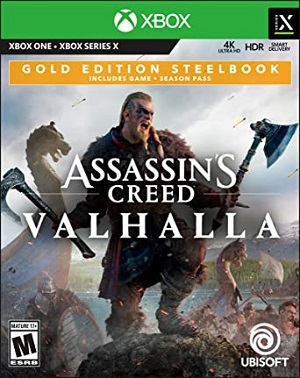 XBOX
XBOX ONE • XBOX SERIES X
4K
ULTRA HD
HDR
SMART
DELIVERY
GOLD EDITION STEELBOOK
INCLUDES GAME • SEASON PASS
ASSASSIN'S
CREED
VALHALLA
MATURE 17+
M
ESRB
UBISOFT